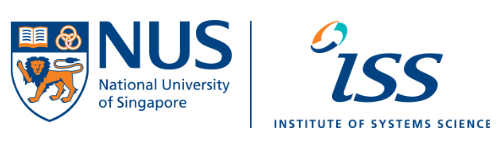 NUS
National University
of Singapore
iss
INSTITUTE OF SYSTEMS SCIENCE